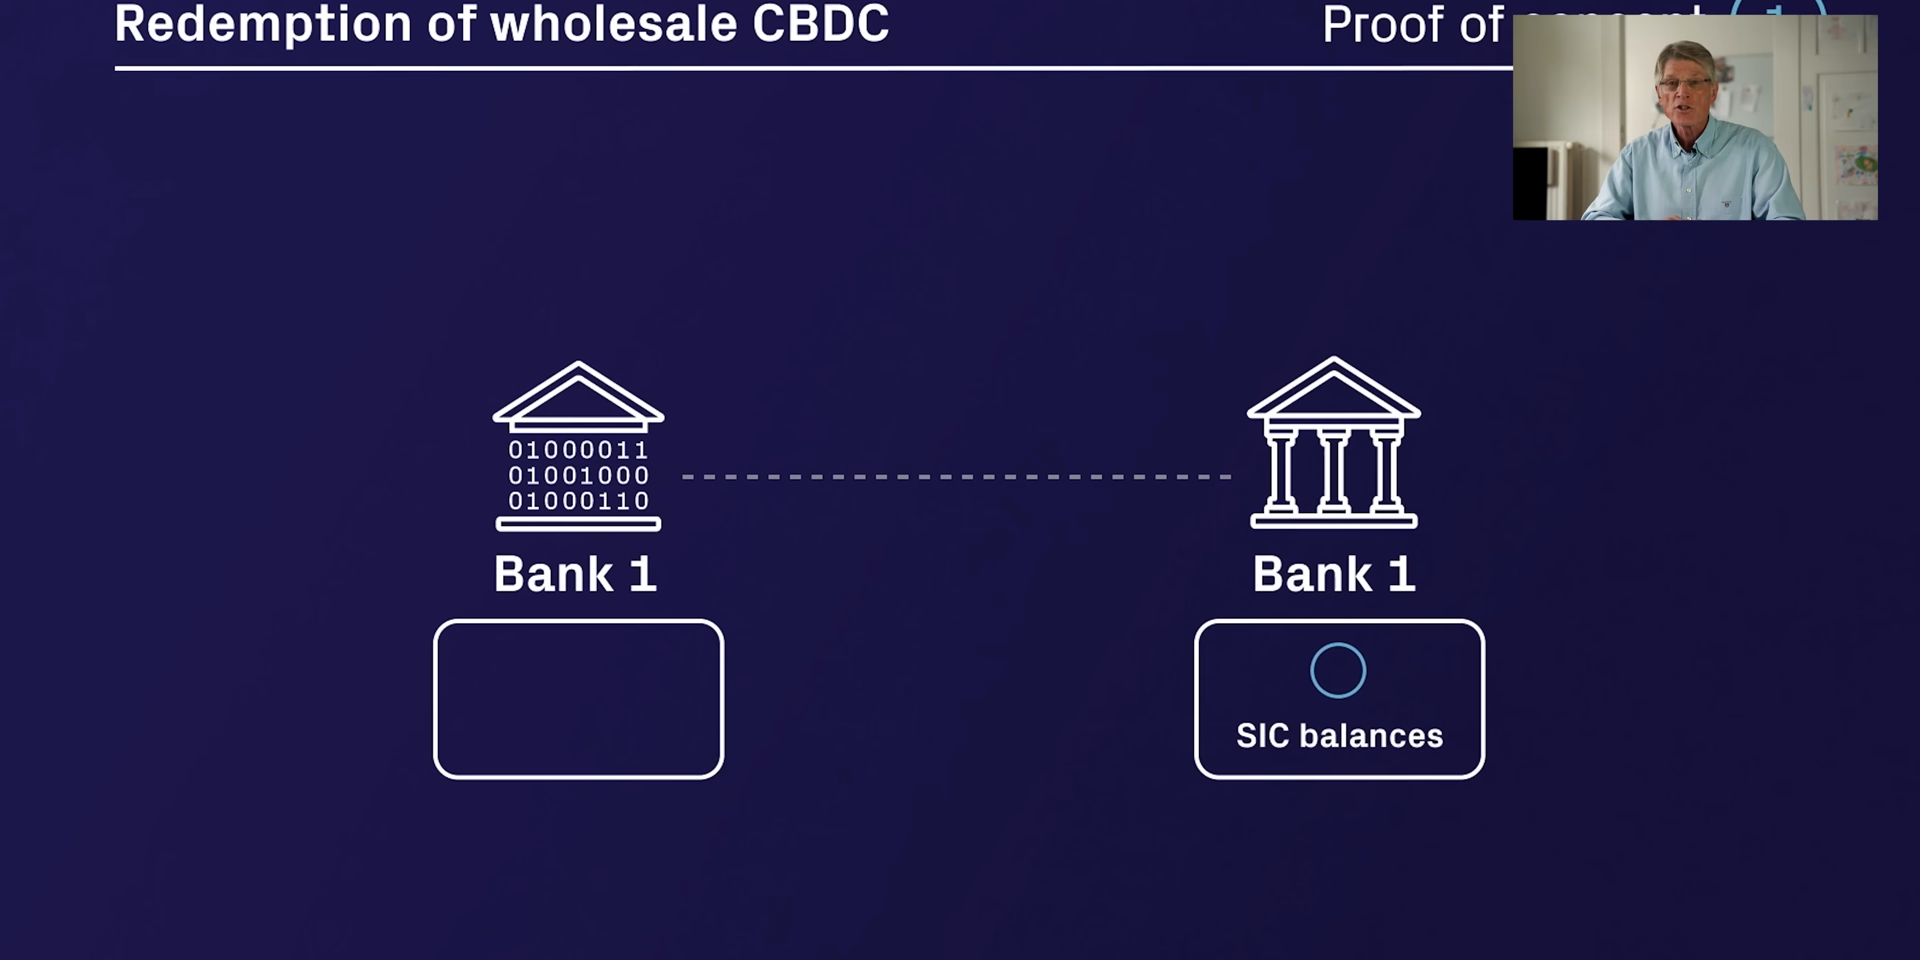 Redemption of wholesale CBDC
Proof of
01000011
01001000
01000110
Bank 1
Bank 1
SIC balances